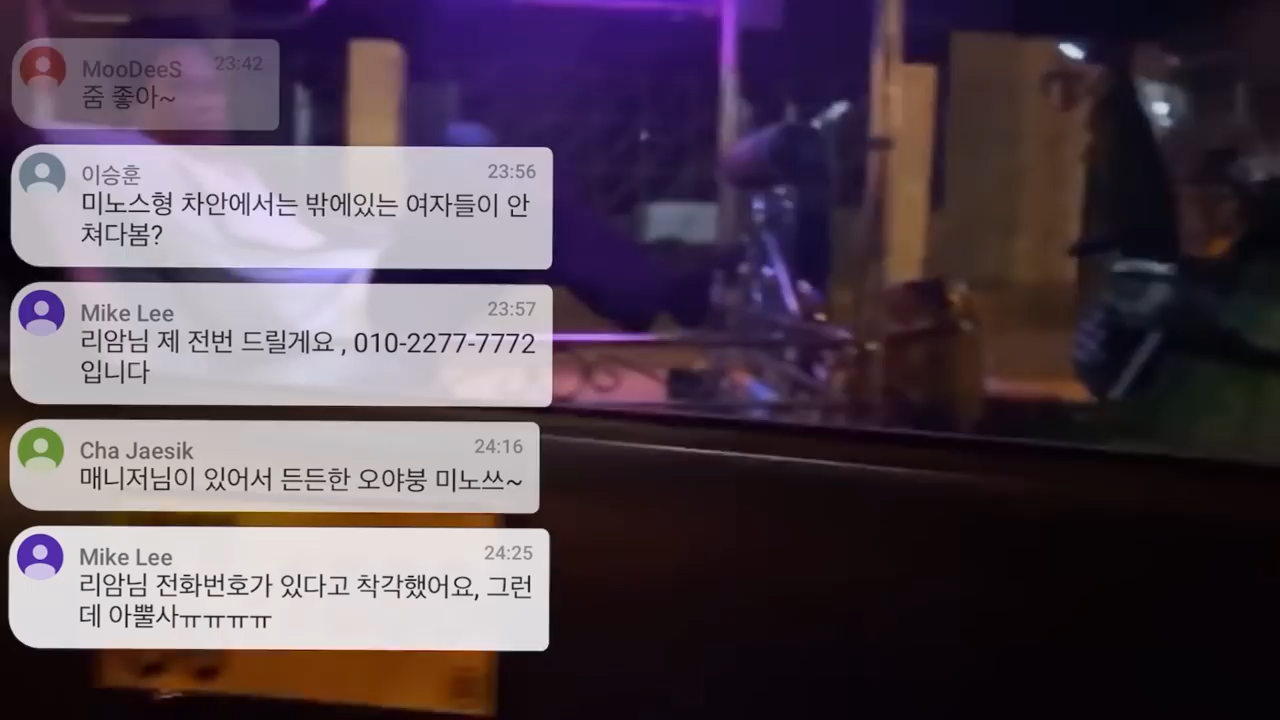 MooDeeS 23:42
줌 좋아~
이승훈 23:56
미노스형 차안에서는 밖에있는 여자들이 안
쳐다봄?
Mike Lee 23:57
리암님 제 전번 드릴게요 , 010-2277-7772
입니다
Cha Jaesik 24:16
매니저님이 있어서 든든한 오야붕 미노쓰~
Mike Lee 24:25
리암님 전화번호가 있다고 착각했어요, 그런
데 아뿔사ㅠㅠㅠㅠ